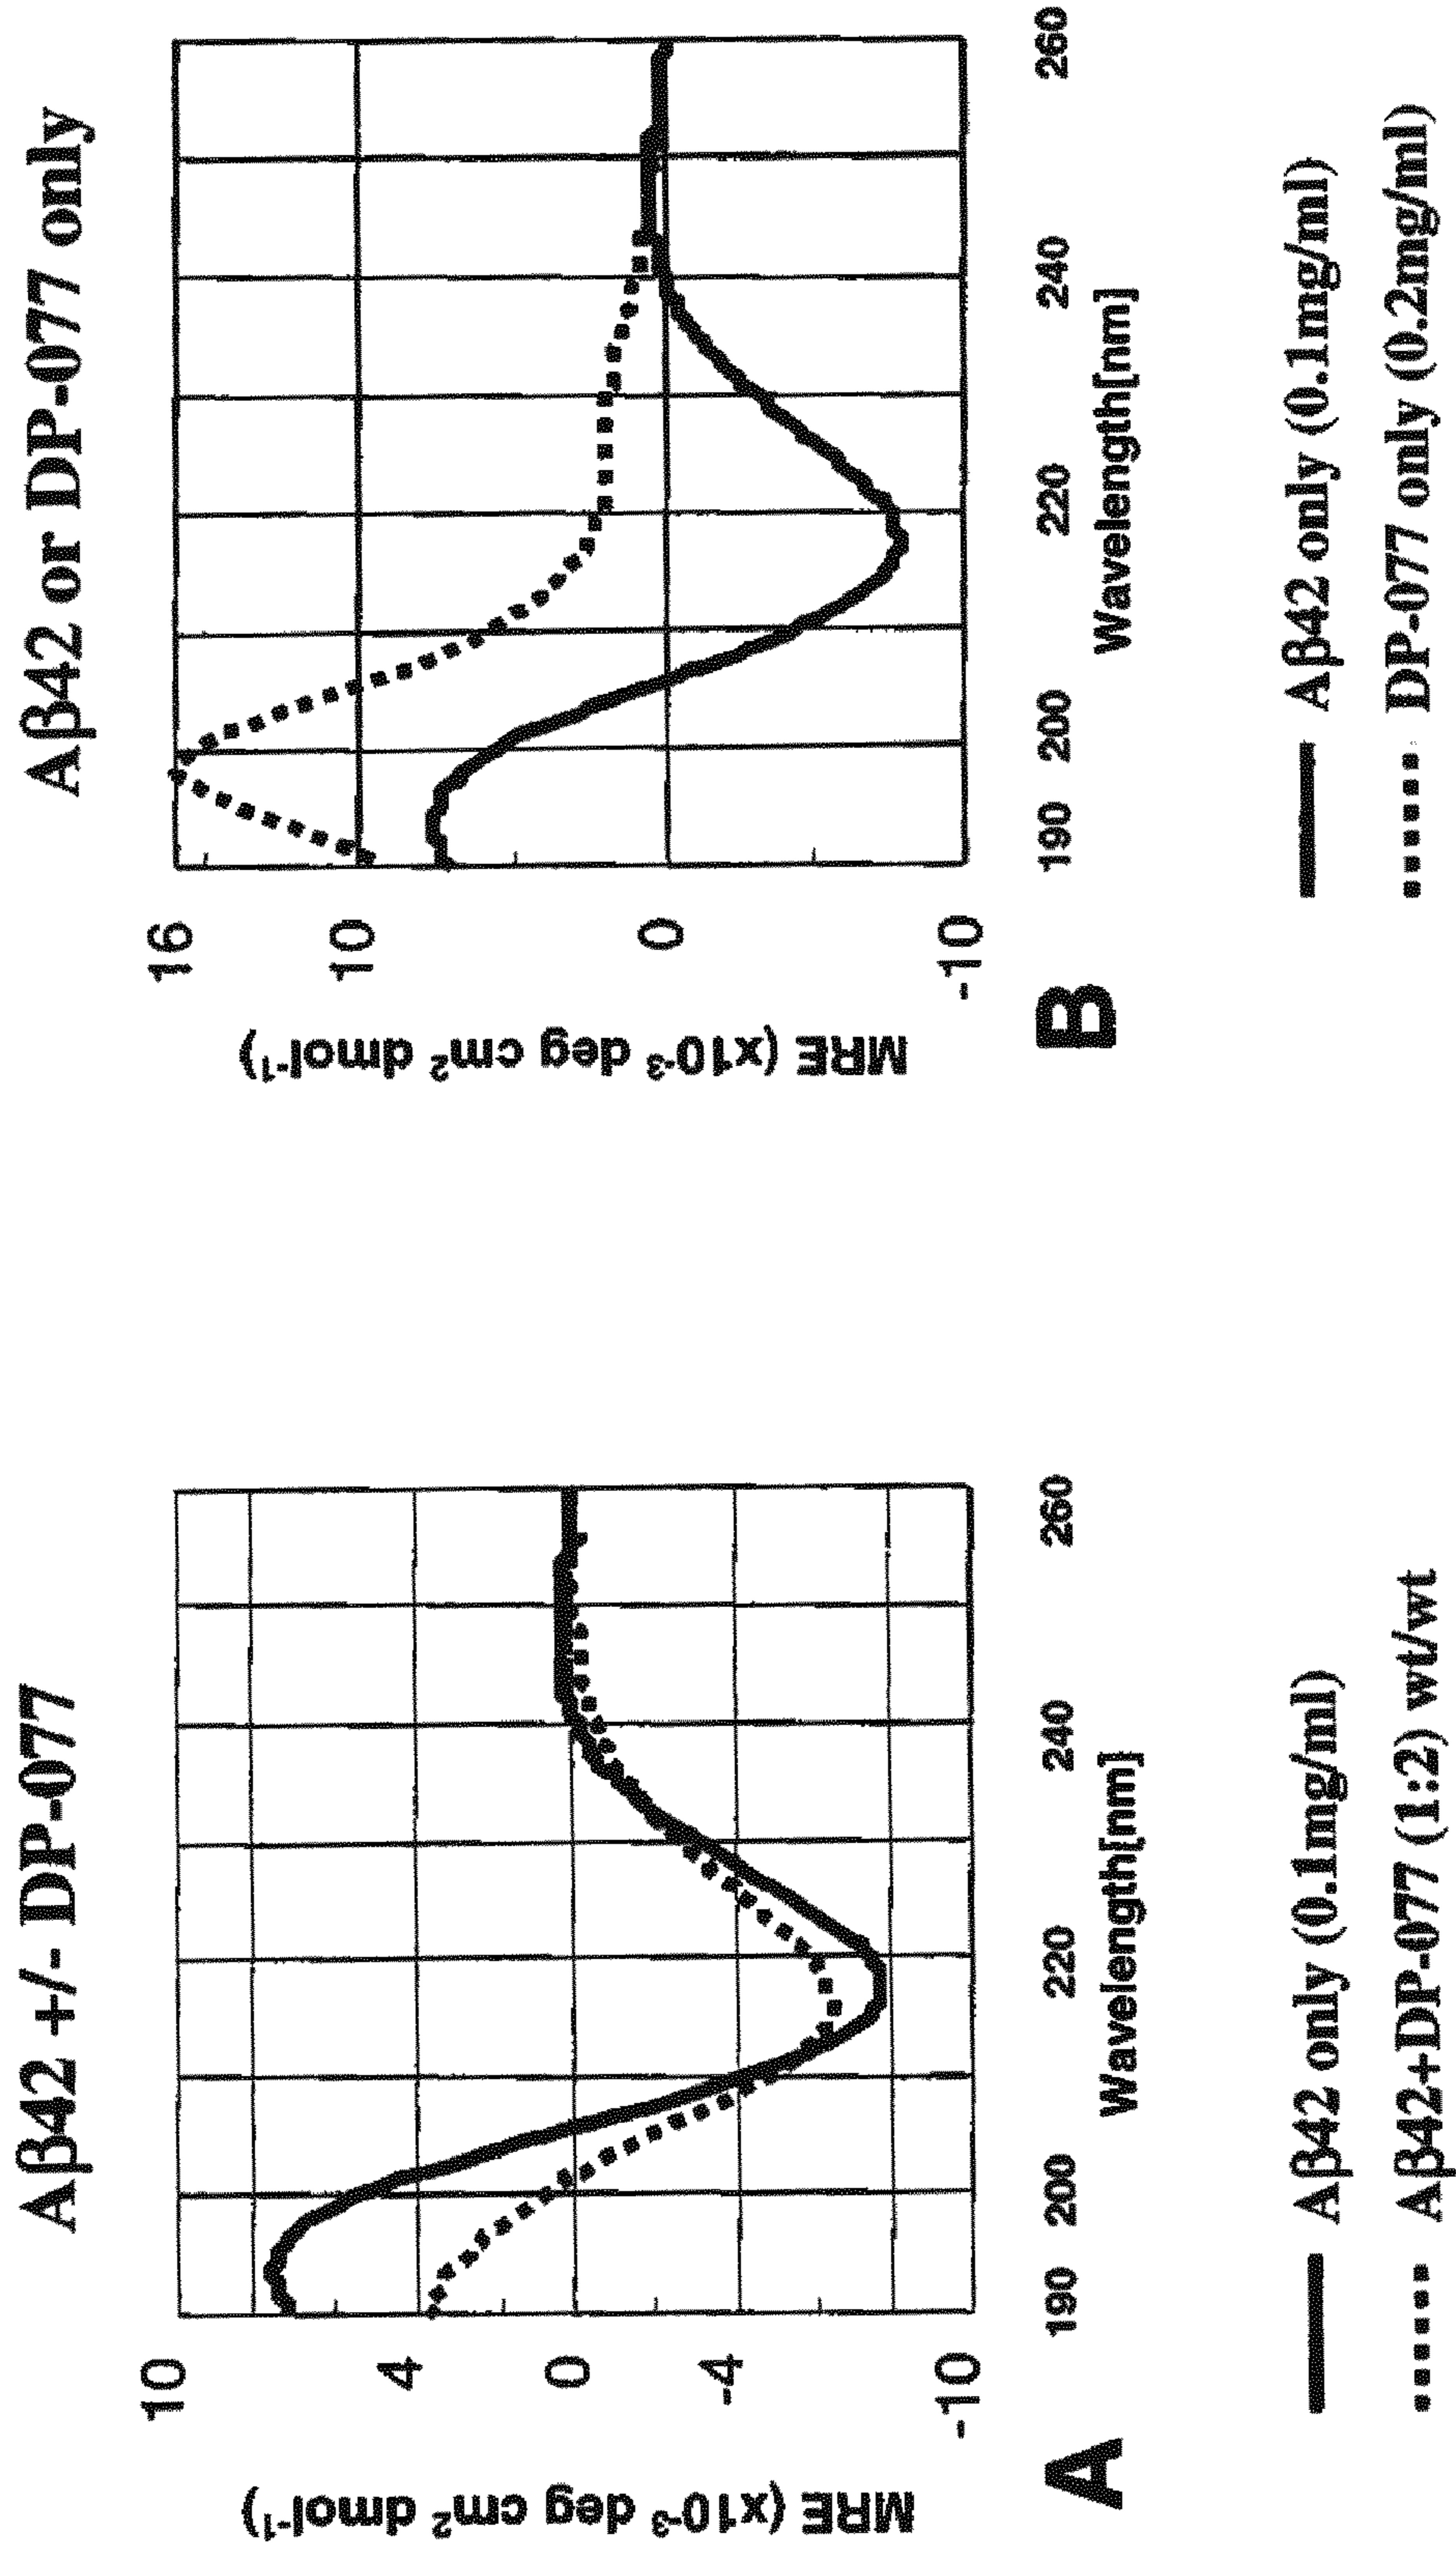 Aβ42 +/- DP-077
MRE (x10-3 deg cm2 dmol-1)
10
4
0
-4
-10
190 200 220 240 260
Wavelength[nm]
A
Aβ42 only (0.1mg/ml)
Aβ42+DP-077 (1:2) wt/wt
Aβ42 or DP-077 only
MRE (x10-3 deg cm2 dmol-1)
16
10
0
-10
190 200 220 240 260
Wavelength[nm]
B
Aβ42 only (0.1mg/ml)
DP-077 only (0.2mg/ml)